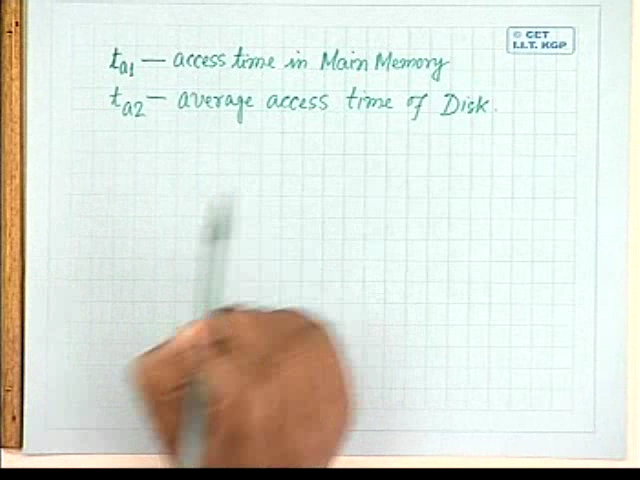 © CET
I.I.T. KGP
ta1 — access time in Main Memory
ta2 — average access time of Disk.